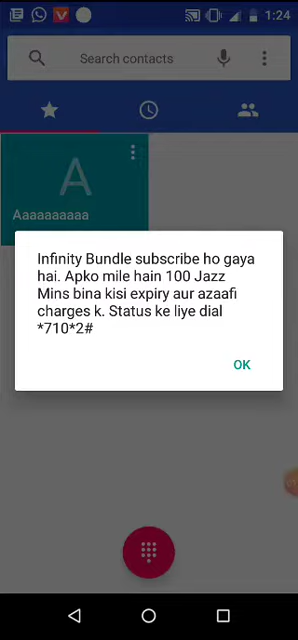 1:24
Search contacts
A
Aaaaaaaaaa
Infinity Bundle subscribe ho gaya
hai. Apko mile hain 100 Jazz
Mins bina kisi expiry aur azaafi
charges k. Status ke liye dial
*710*2#
OK